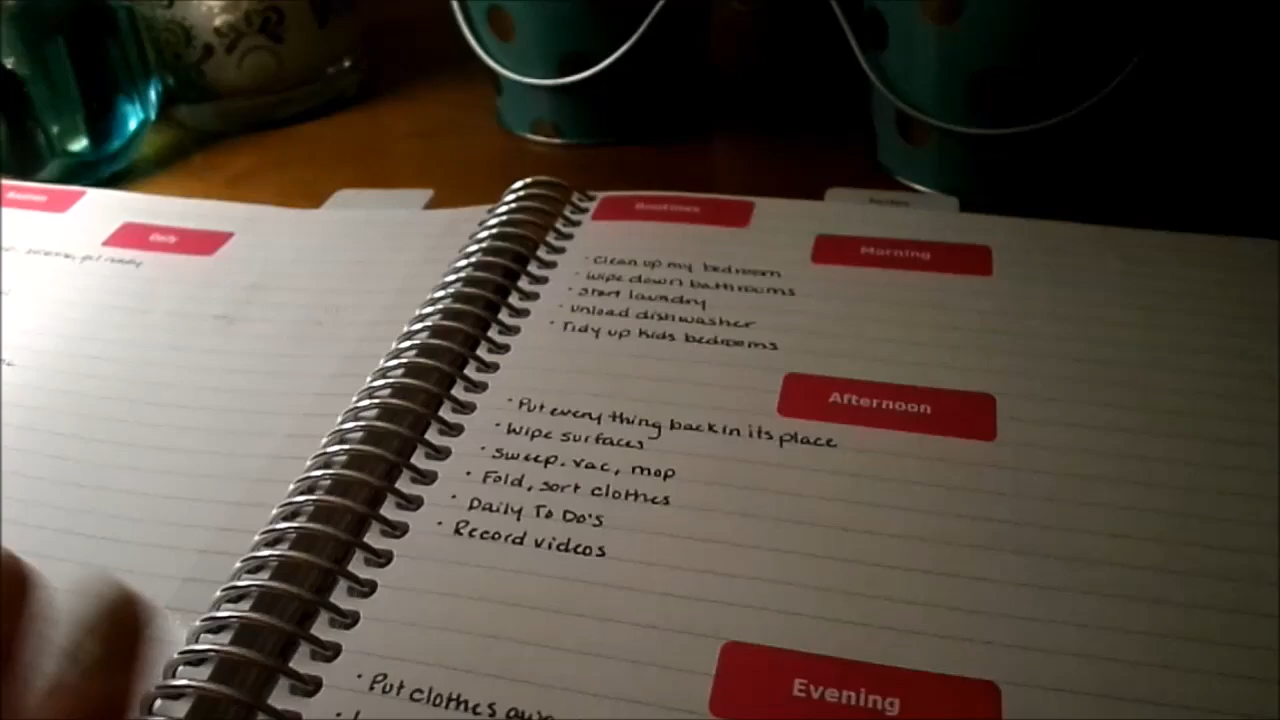 Daily
Routines
Notes
Morning
· Clean up my bedroom
· Wipe down bathrooms
· Start laundry
· Unload dishwasher
· Tidy up kids bedrooms
Afternoon
· Put everything back in its place
· Wipe surfaces
· Sweep. vac, mop
· Fold, sort clothes
· Daily To Do's
· Record videos
Evening
· Put clothes